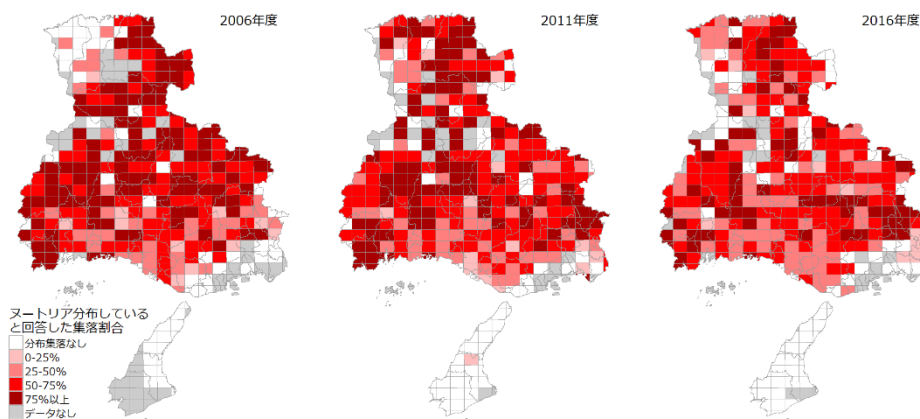 2006年度
2011年度
2016年度
ヌートリア分布している
と回答した集落割合
分布集落なし
0-25%
25-50%
50-75%
75%以上
データなし